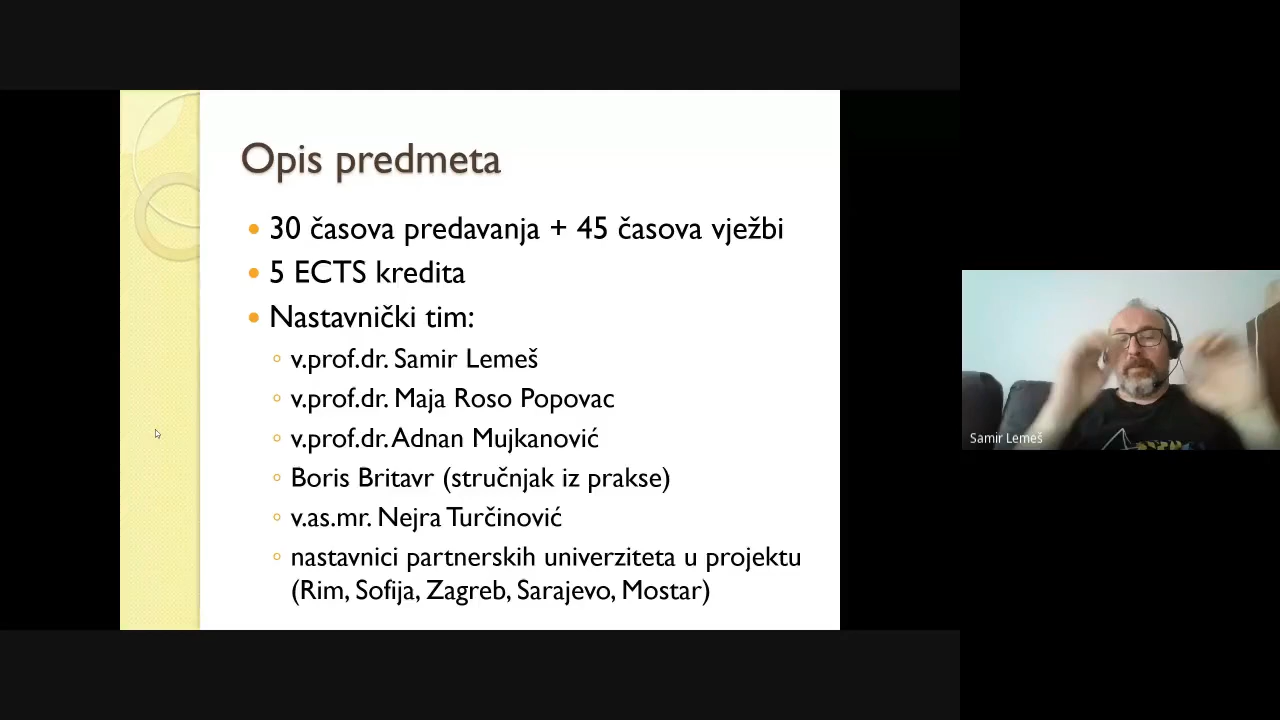 Opis predmeta
30 časova predavanja + 45 časova vježbi
5 ECTS kredita
Nastavnički tim:
v.prof.dr. Samir Lemeš
v.prof.dr. Maja Roso Popovac
v.prof.dr. Adnan Mujkanović
Boris Britavr (stručnjak iz prakse)
v.as.mr. Nejra Turčinović
nastavnici partnerskih univerziteta u projektu
(Rim, Sofija, Zagreb, Sarajevo, Mostar)
Samir Lemeš